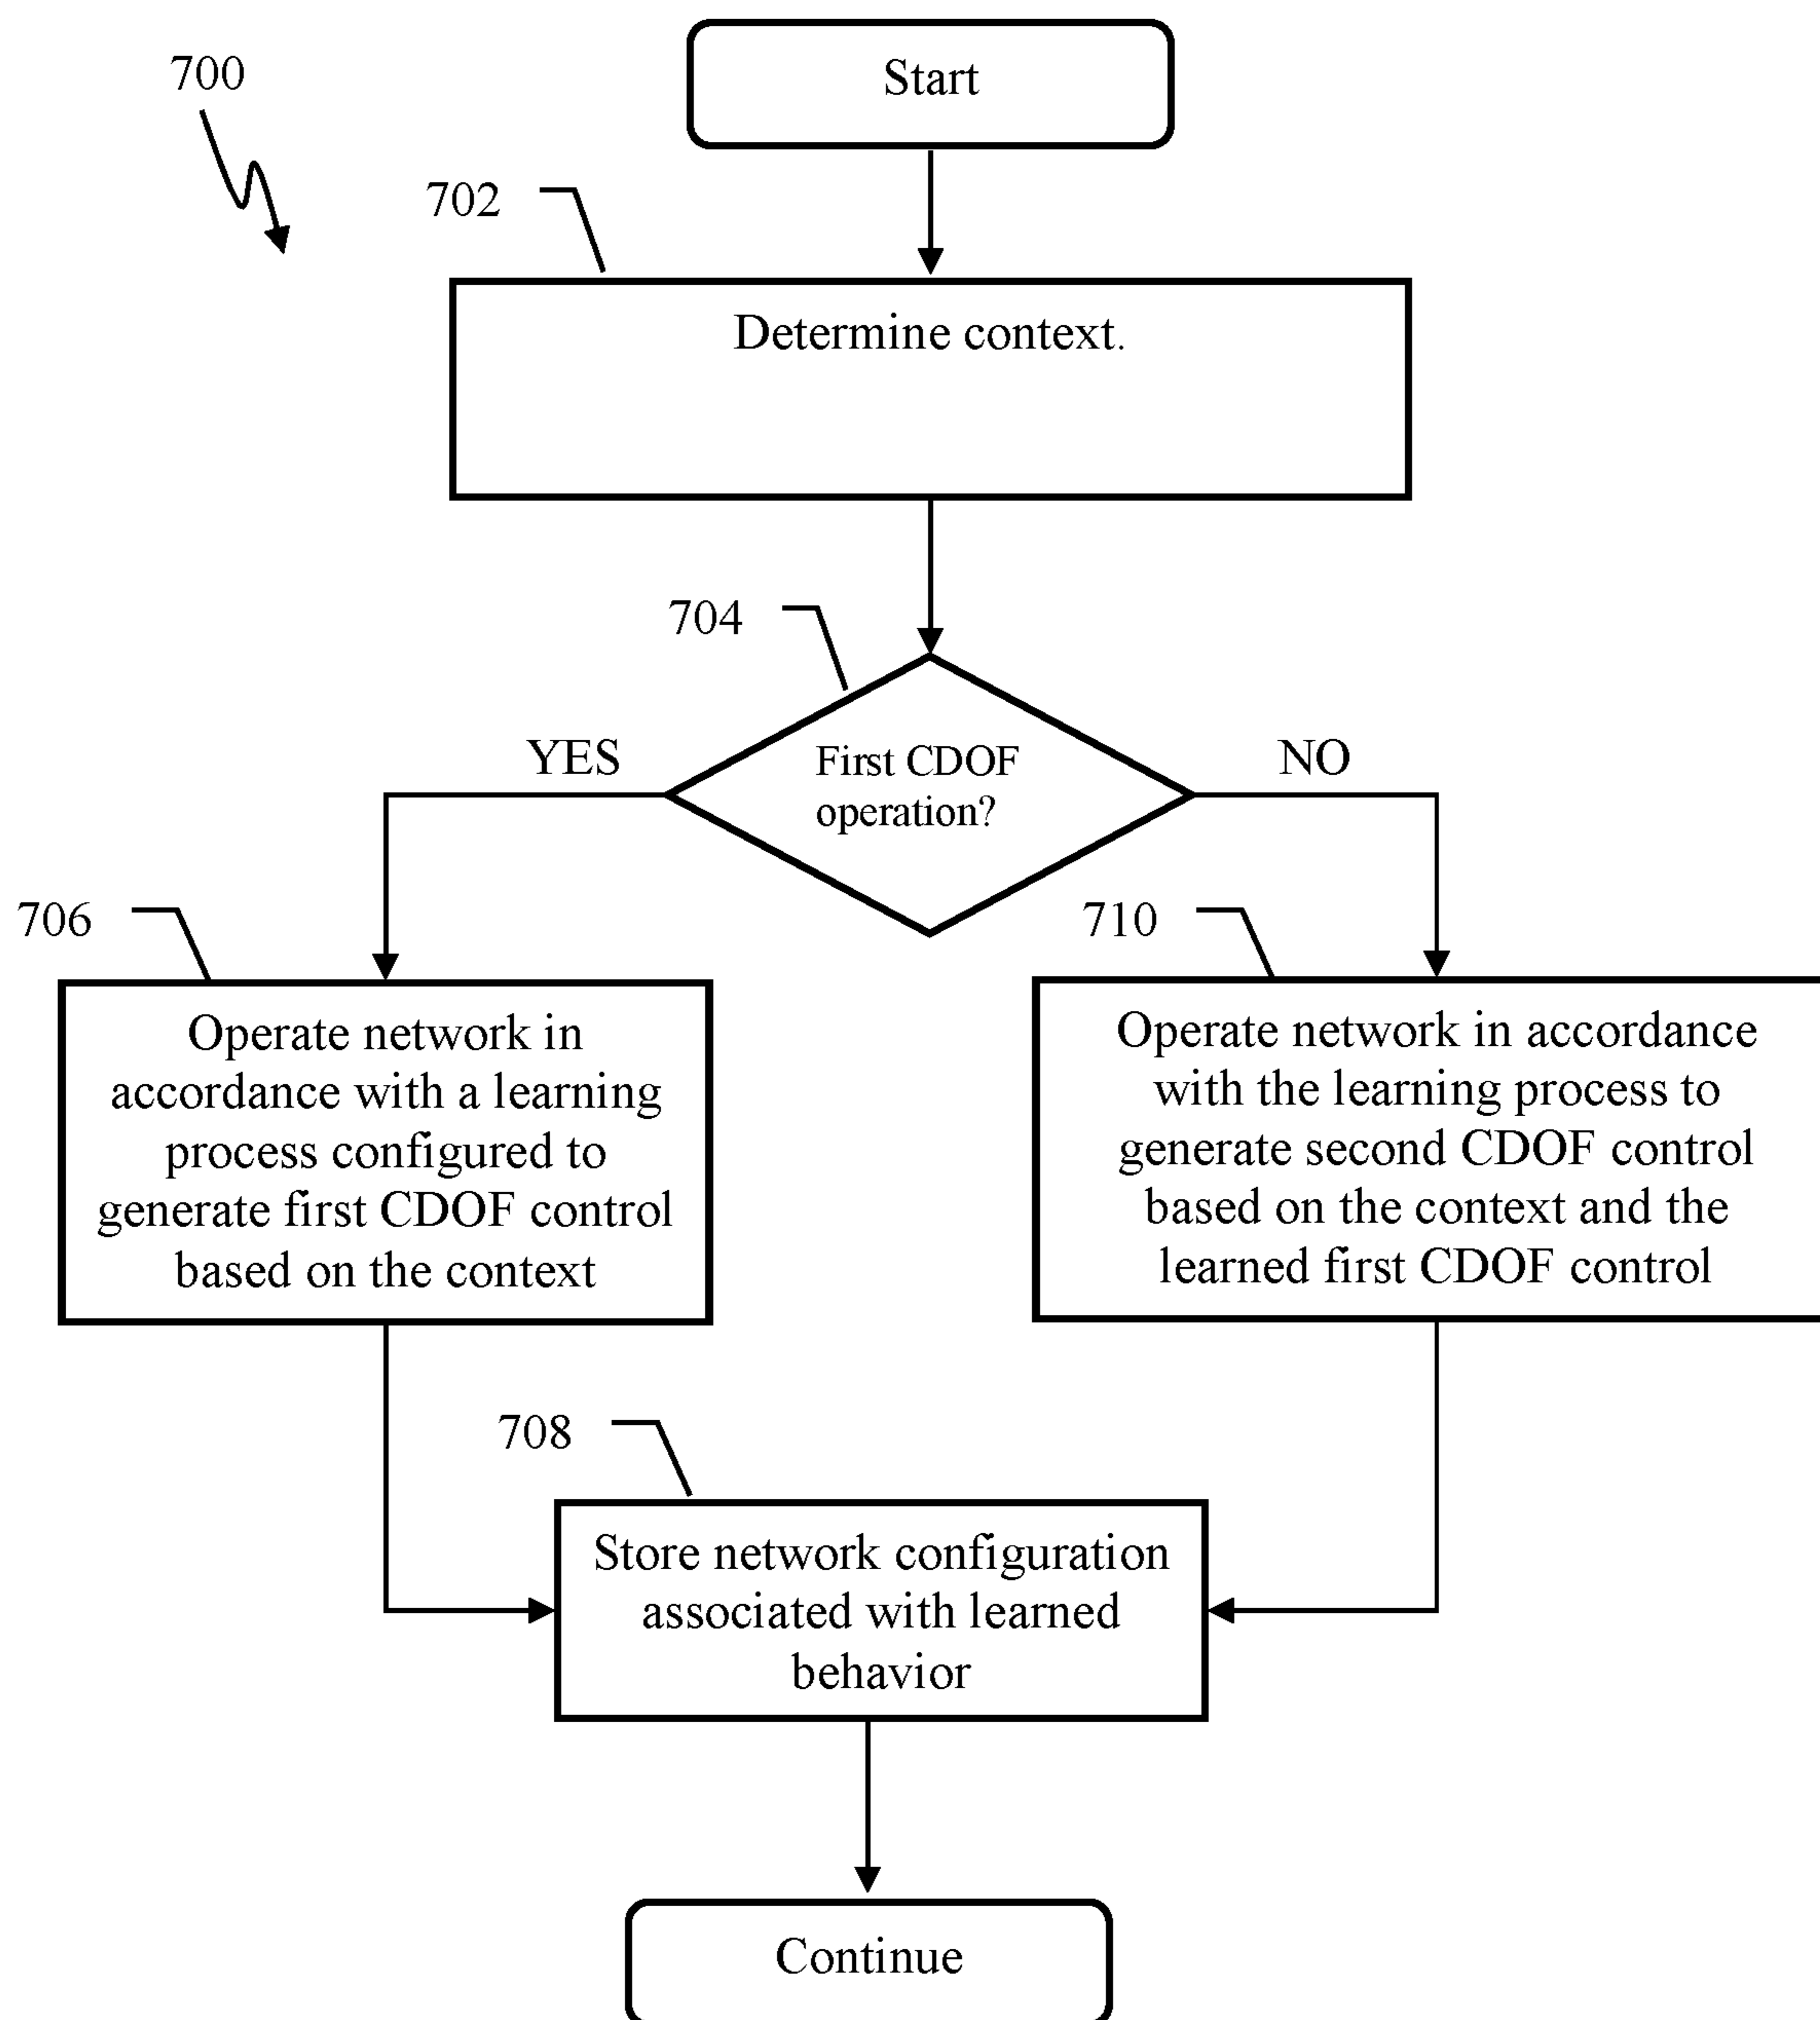 Start
700
702
Determine context.
704
YES
First CDOF
operation?
NO
706
710
Operate network in
accordance with a learning
process configured to
generate first CDOF control
based on the context
Operate network in accordance
with the learning process to
generate second CDOF control
based on the context and the
learned first CDOF control
708
Store network configuration
associated with learned
behavior
Continue